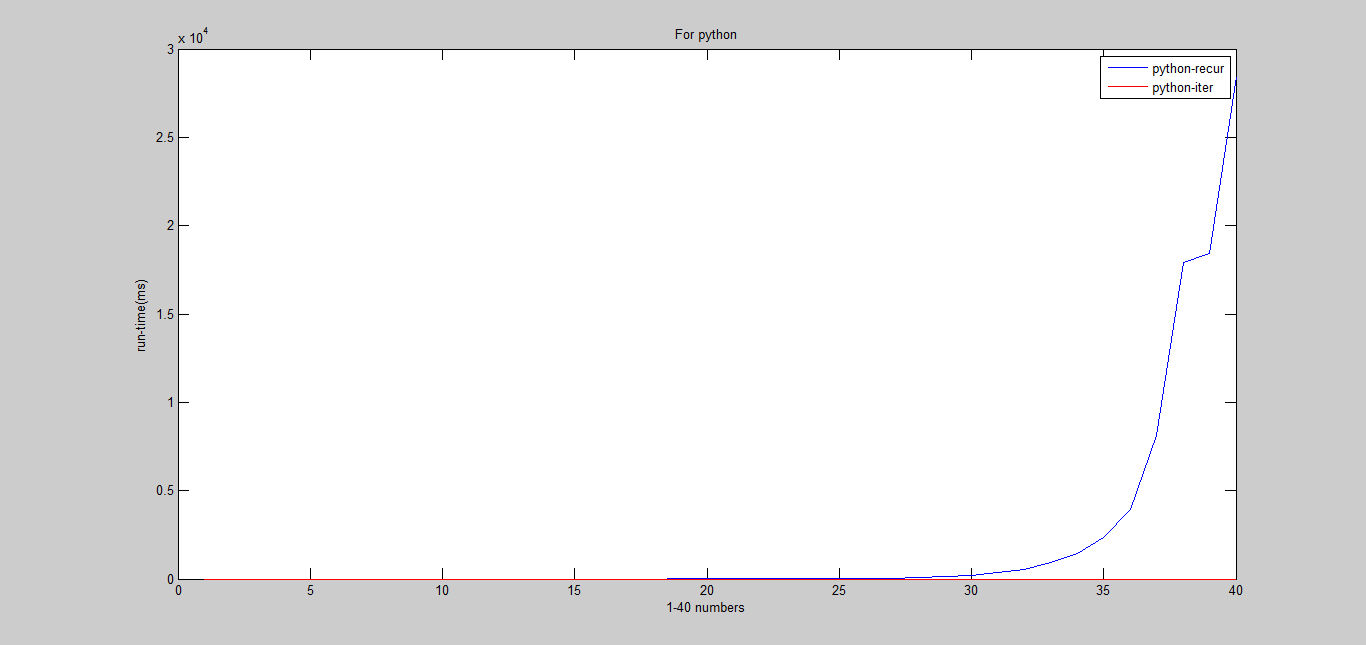 For python
x 10^4
3
2.5
2
1.5
1
0.5
0
run-time(ms)
python-recur
python-iter
0 5 10 15 20 25 30 35 40
1-40 numbers